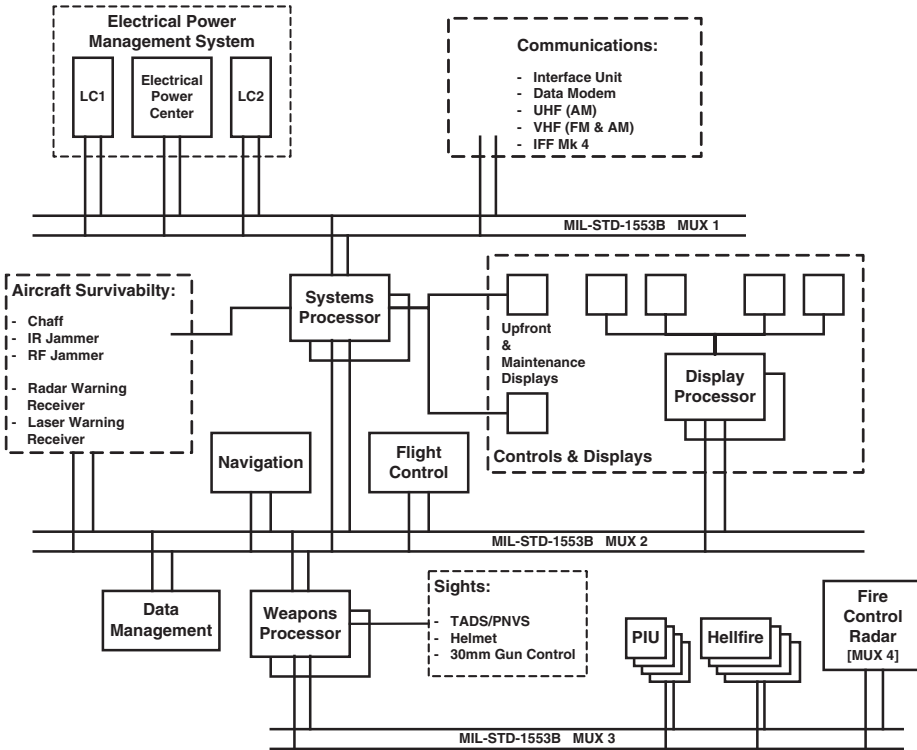 Electrical Power
Management System
LC1
Electrical
Power
Center
LC2
Communications:
- Interface Unit
- Data Modem
- UHF (AM)
- VHF (FM & AM)
- IFF Mk 4
MIL-STD-1553B MUX 1
Aircraft Survivabilty:
- Chaff
- IR Jammer
- RF Jammer
- Radar Warning
Receiver
- Laser Warning
Receiver
Systems
Processor
Upfront
&
Maintenance
Displays
Display
Processor
Controls & Displays
Navigation
Flight
Control
MIL-STD-1553B MUX 2
Data
Management
Weapons
Processor
Sights:
- TADS/PNVS
- Helmet
- 30mm Gun Control
PIU
Hellfire
Fire
Control
Radar
[MUX 4]
MIL-STD-1553B MUX 3